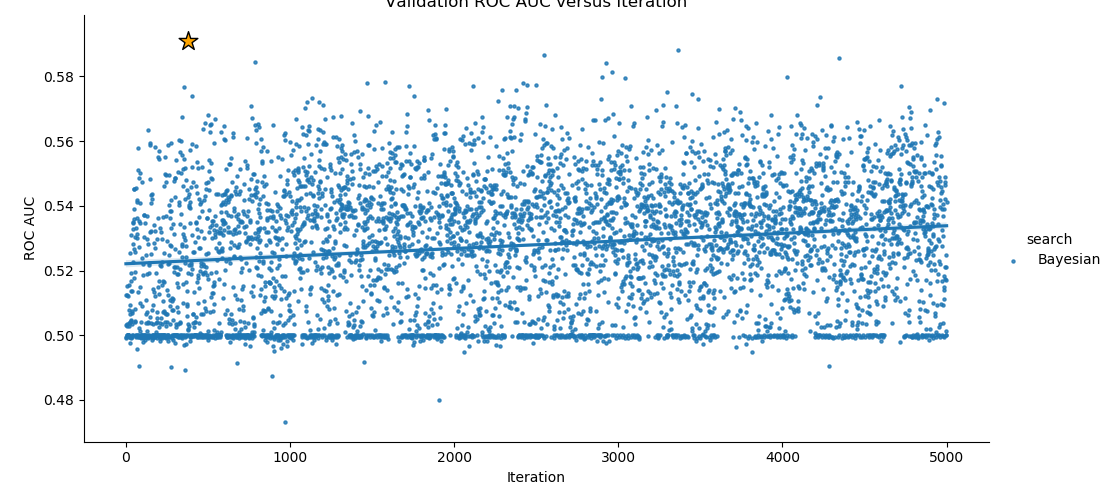 Validation ROC AUC versus Iteration
0.58
0.56
0.54
0.52
0.50
0.48
ROC AUC
0
1000
2000
3000
4000
5000
Iteration
search
Bayesian